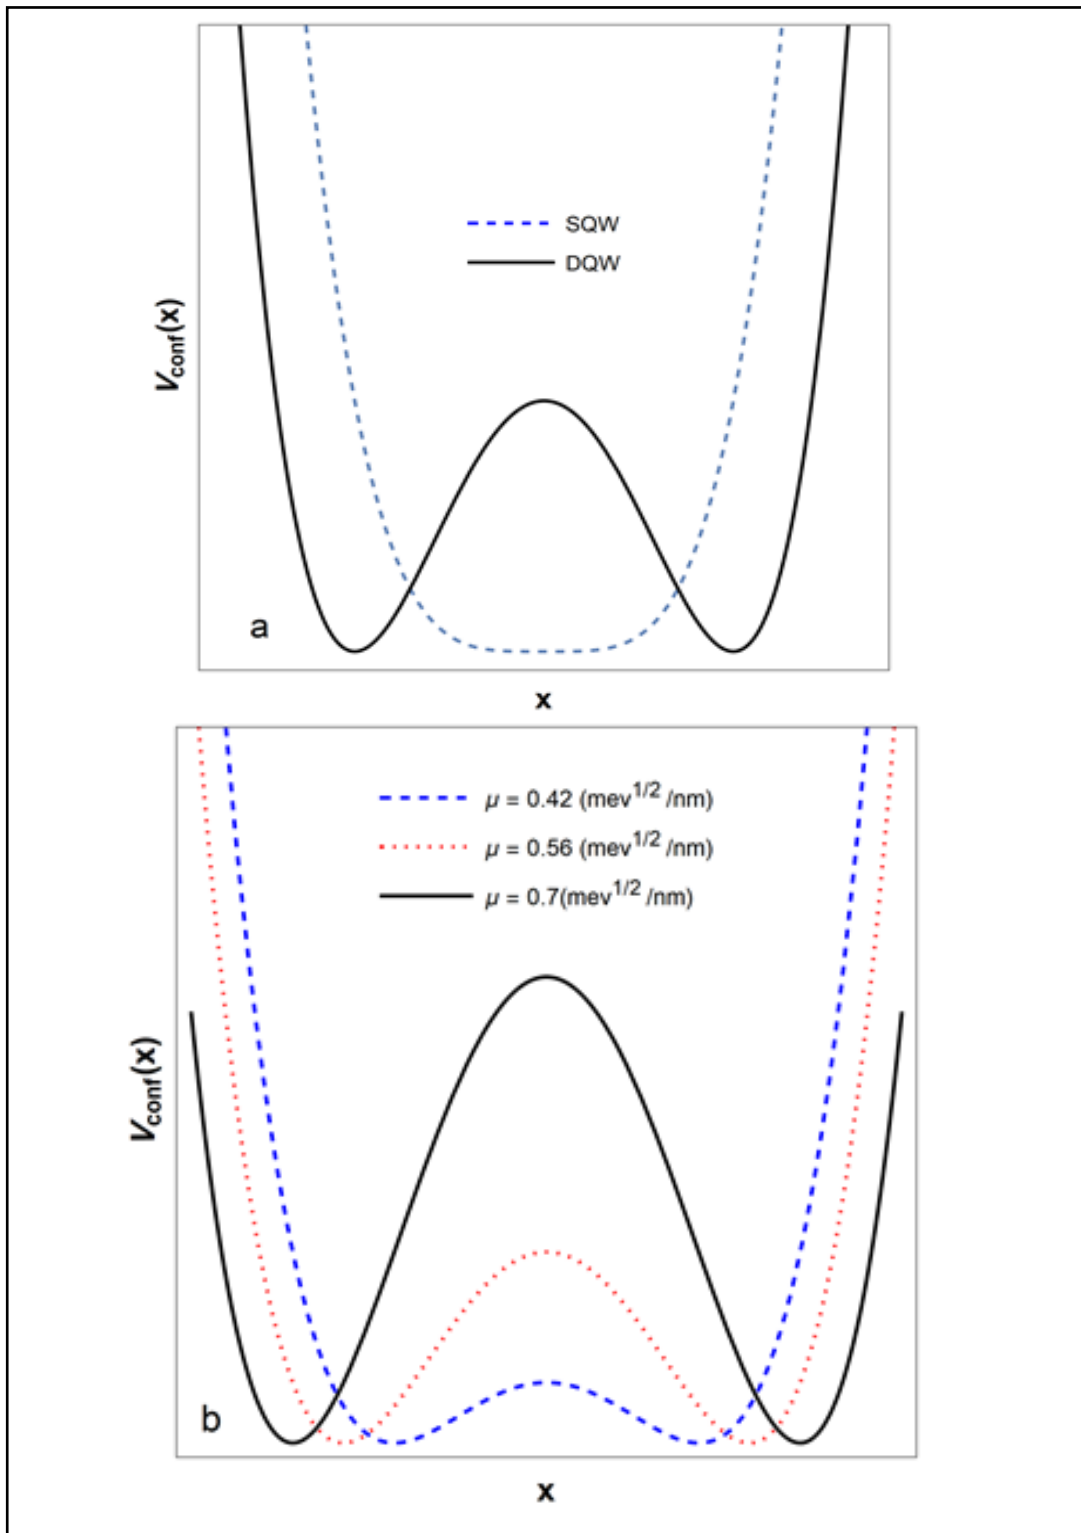 SQW
DQW
V_conf(x)
a
x
μ = 0.42 (mev^1/2 /nm)
μ = 0.56 (mev^1/2 /nm)
μ = 0.7(mev^1/2 /nm)
V_conf(x)
b
x